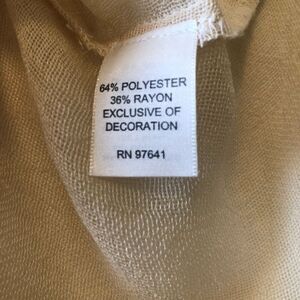 64% POLYESTER
36% RAYON
EXCLUSIVE OF
DECORATION
RN 97641